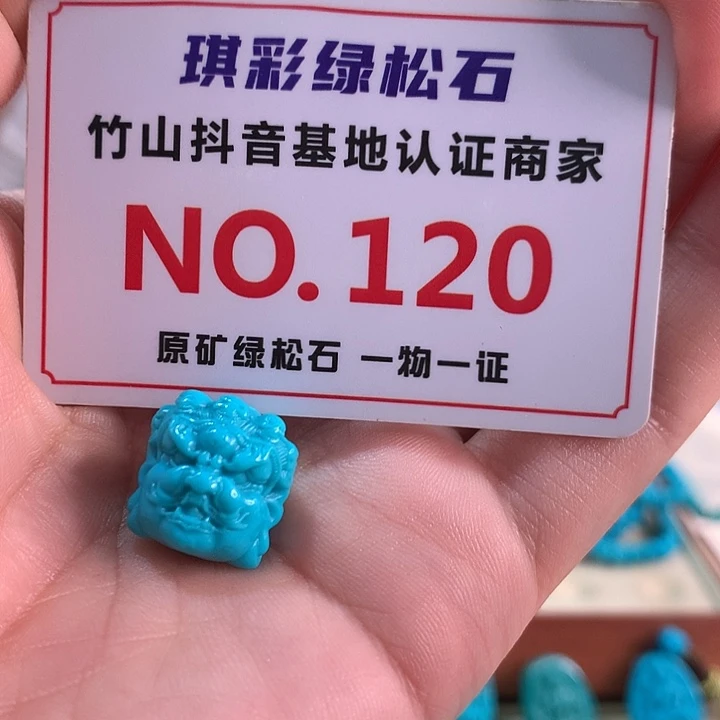 琪彩绿松石
竹山抖音基地认证商家
NO.120
原矿绿松石 一物一证